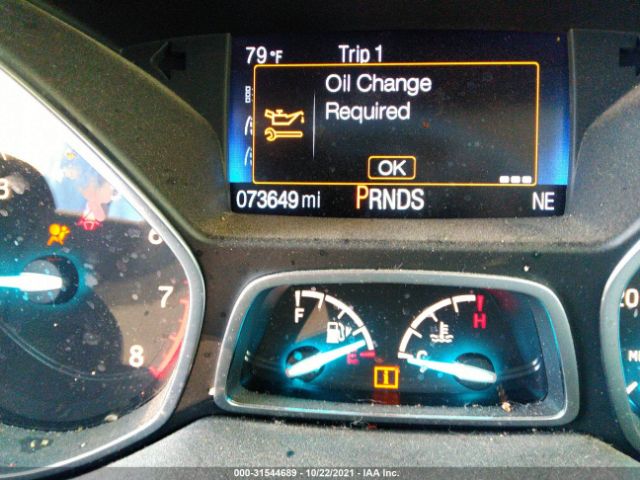 79°F Trip 1
Oil Change
Required
OK
073649 mi PRNDS NE
6
7
8
F
E
H
C
20
000-31544689 - 10/22/2021 - IAA Inc.